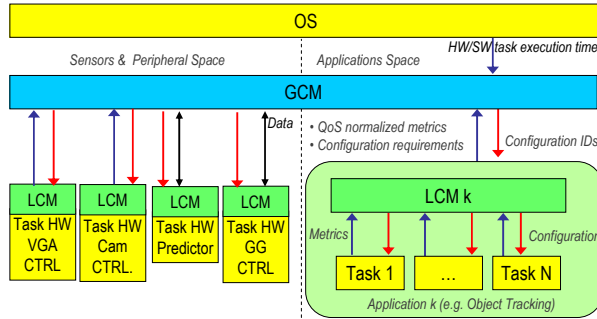 OS
HW/SW task execution time
Sensors & Peripheral Space
Applications Space
GCM
Data
• QoS normalized metrics
• Configuration requirements
Configuration IDs
LCM
Task HW
VGA
CTRL
LCM
Task HW
Cam
CTRL.
LCM
Task HW
Predictor
LCM
Task HW
GG
CTRL
LCM k
Metrics
Configuration
Task 1
...
Task N
Application k (e.g. Object Tracking)